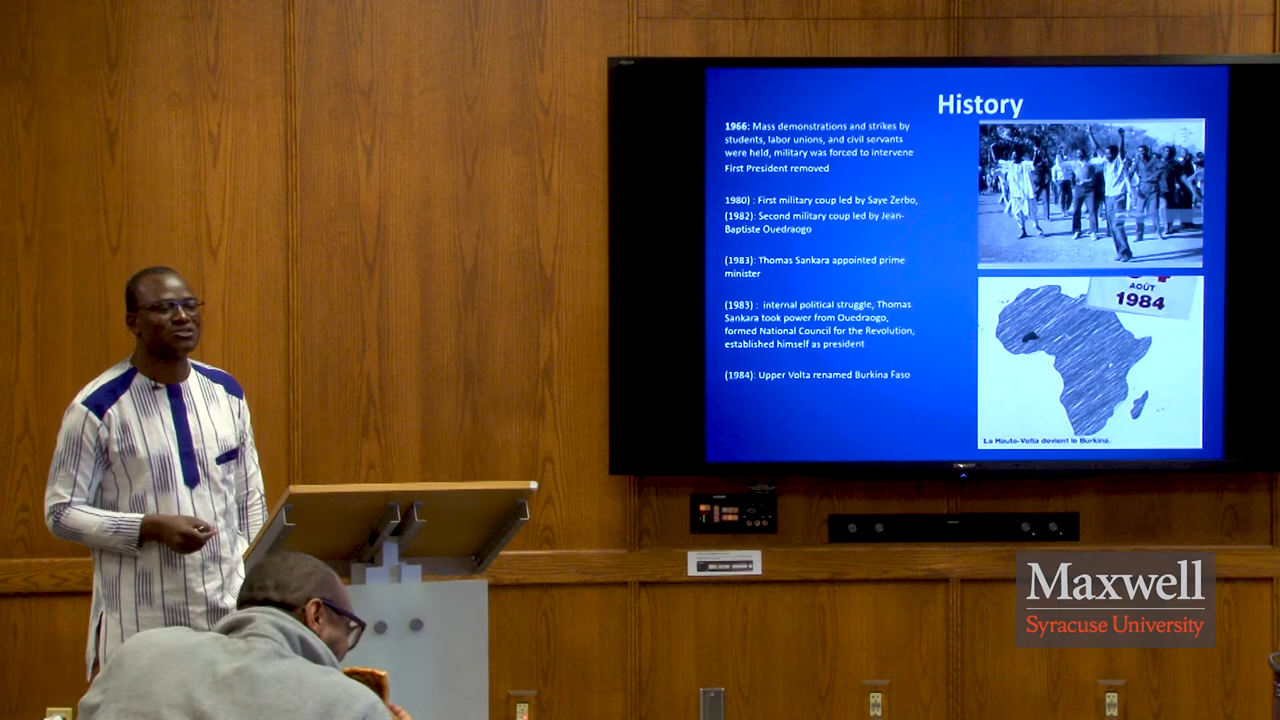 History
1966: Mass demonstrations and strikes by
students, labor unions, and civil servants
were held, military was forced to intervene
First President removed
1980) : First military coup led by Saye Zerbo,
(1982): Second military coup led by Jean-
Baptiste Ouedraogo
(1983): Thomas Sankara appointed prime
minister
(1983) : internal political struggle, Thomas
Sankara took power from Ouedraogo,
formed National Council for the Revolution,
established himself as president
(1984): Upper Volta renamed Burkina Faso
AOÛT
1984
La Haute-Volta devient le Burkina.
Maxwell
Syracuse University